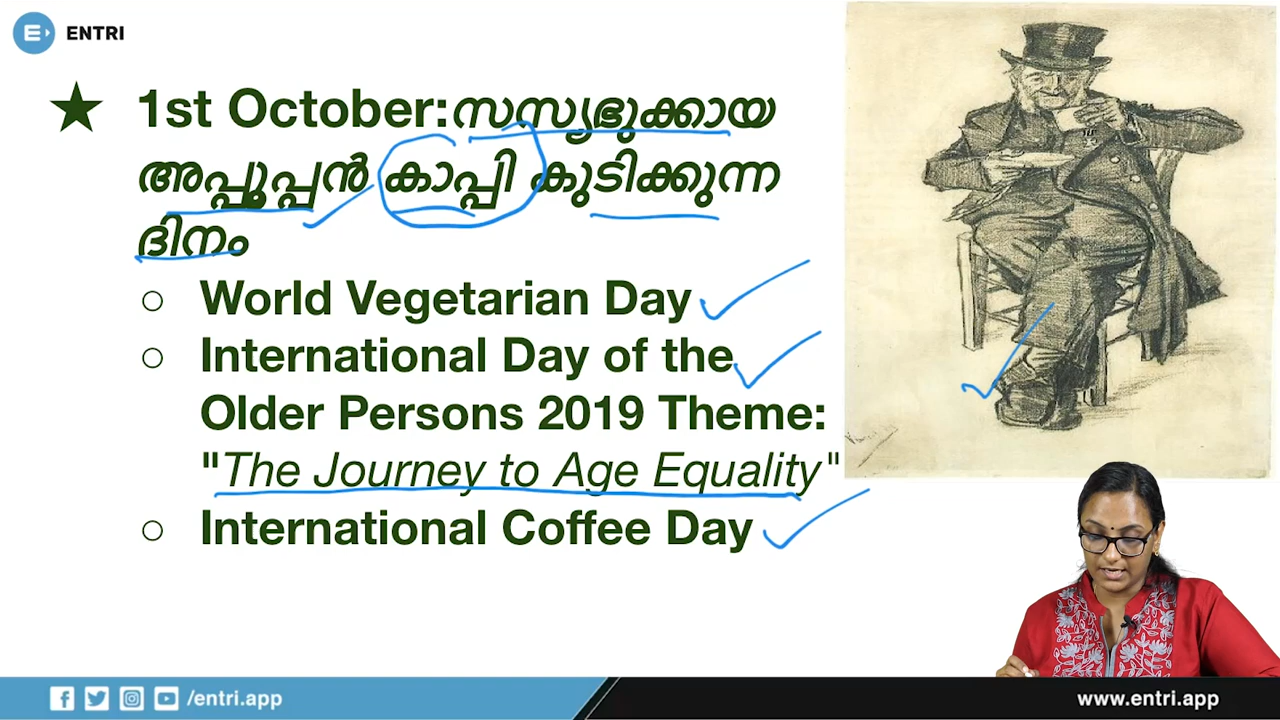 ENTRI
★ 1st October:സസ്യഭുക്കായ
അപ്പൂപ്പൻ കാപ്പി കുടിക്കുന്ന
ദിനം
○ World Vegetarian Day
○ International Day of the
Older Persons 2019 Theme:
"The Journey to Age Equality"
○ International Coffee Day
/entri.app
www.entri.app